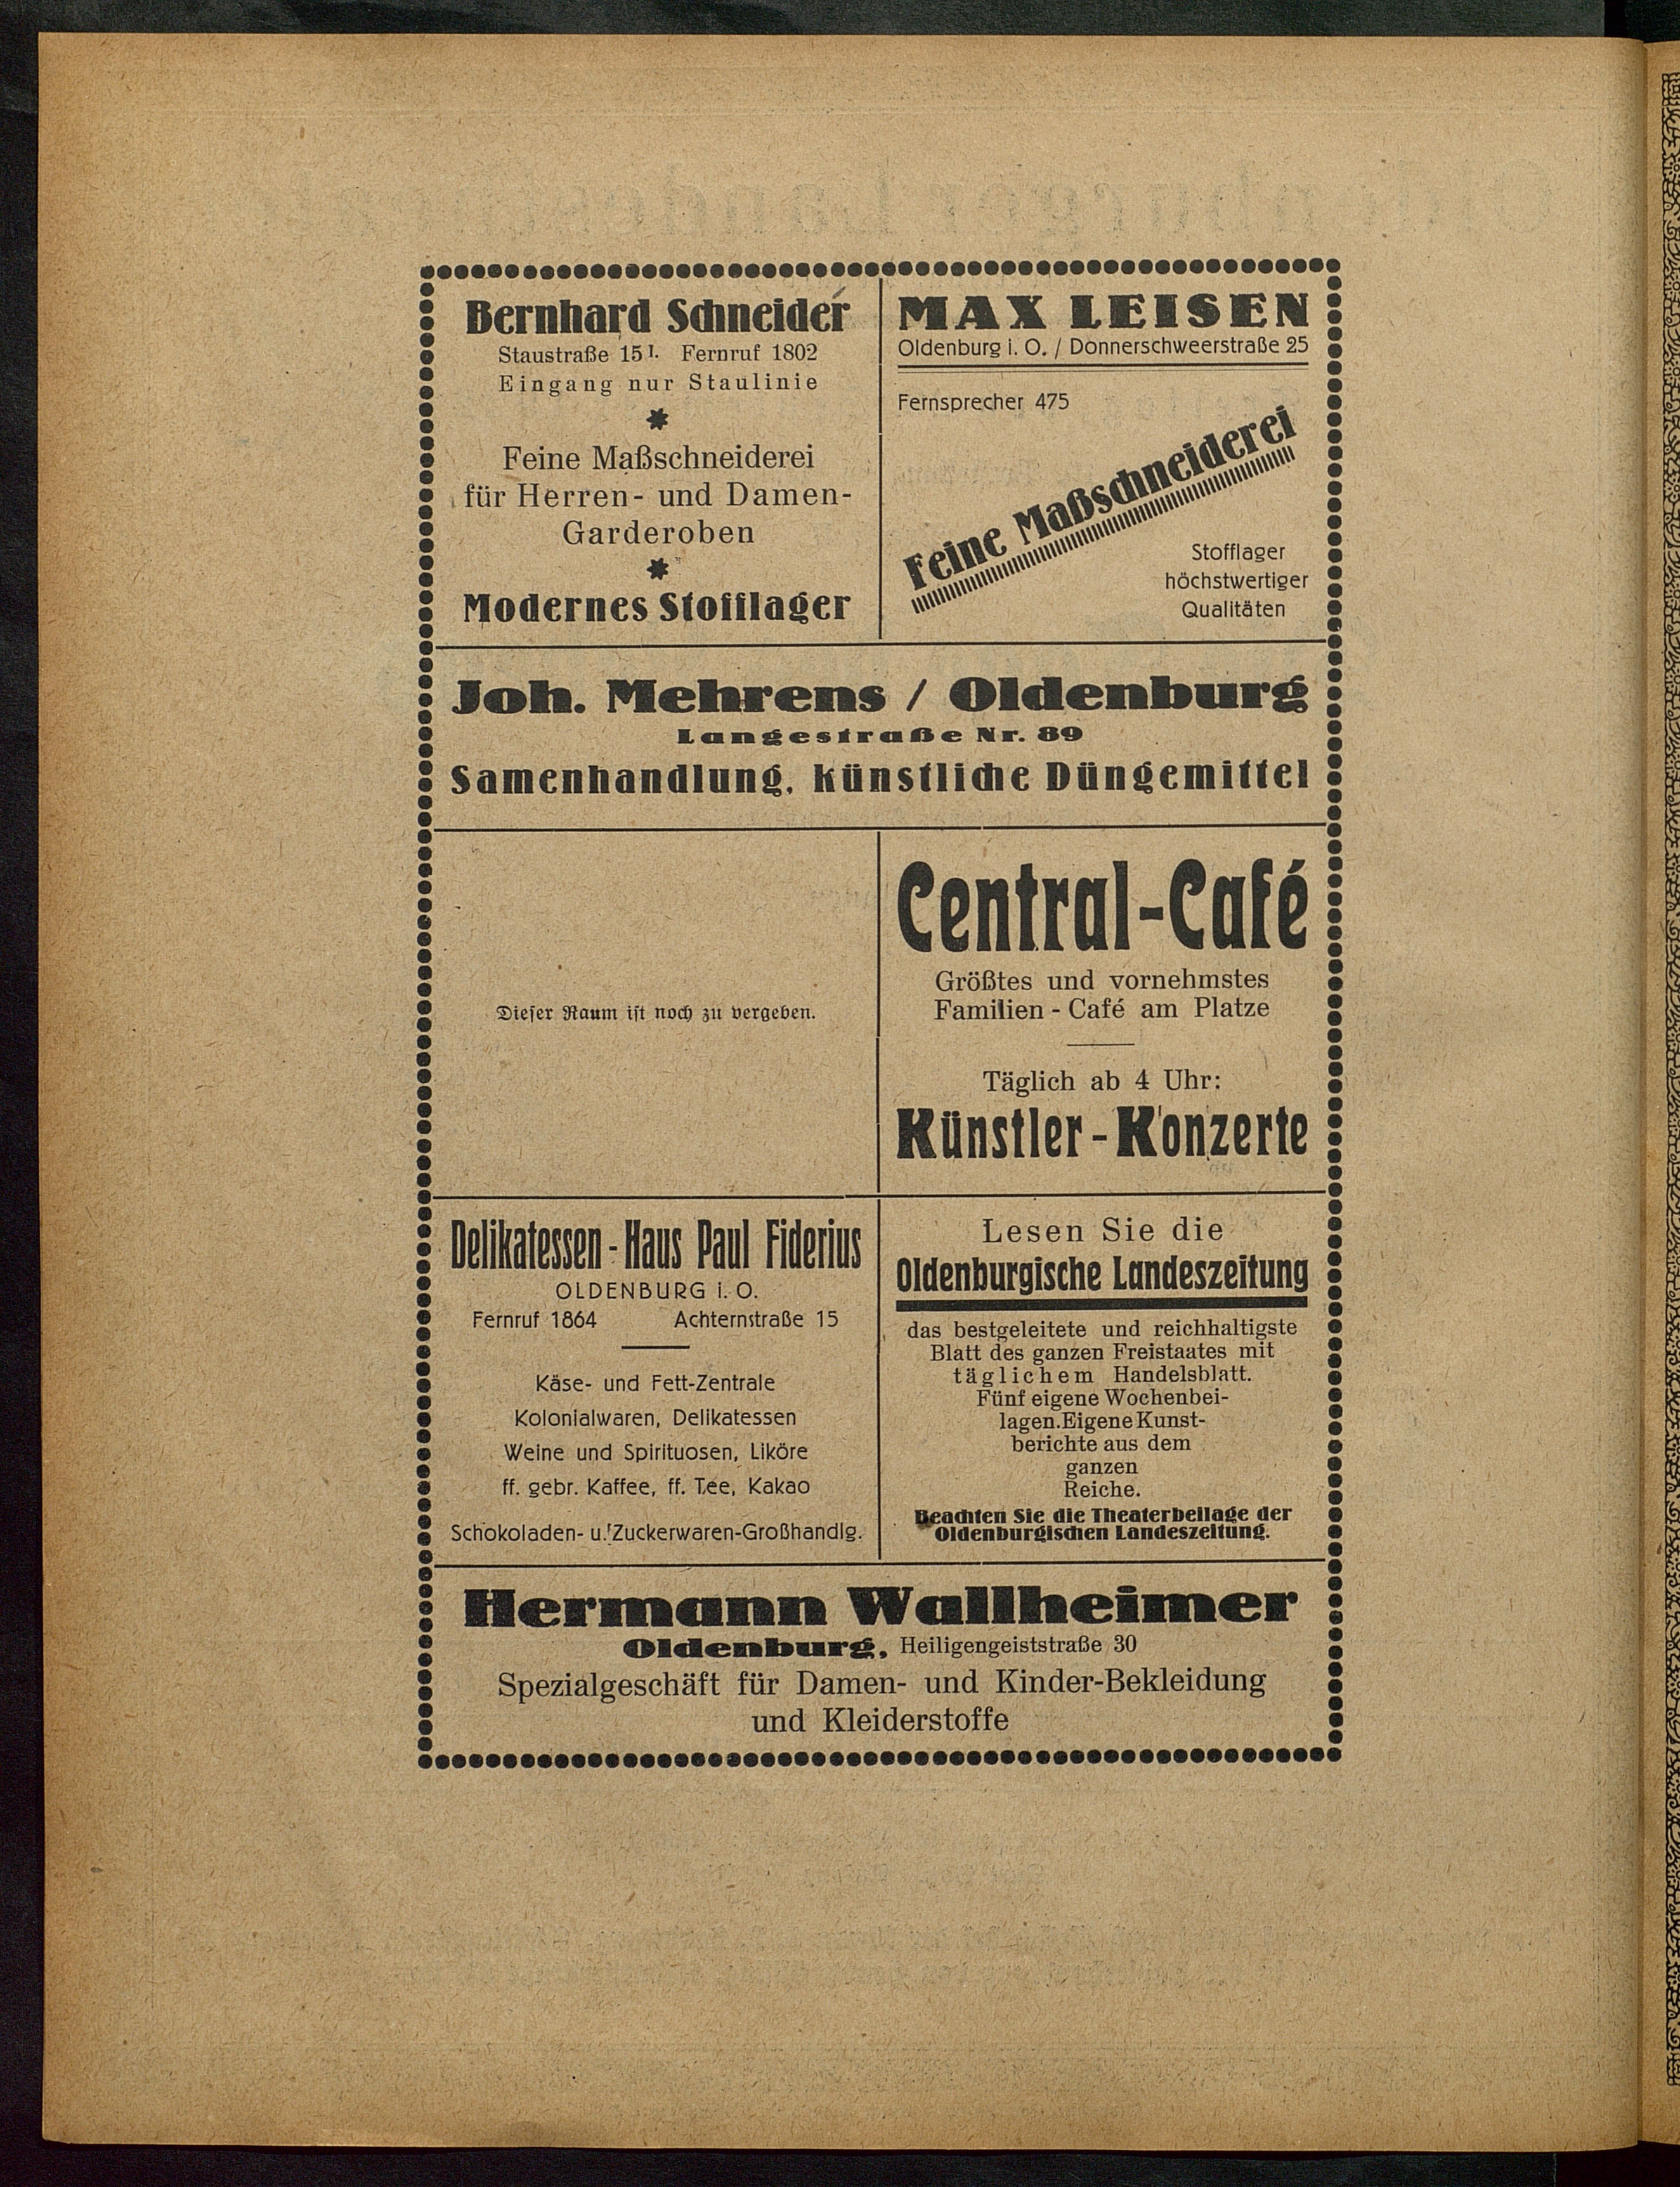 Bernhard Schneider
Staustraße 15 I. Fernruf 1802
Eingang nur Staulinie
Feine Maßschneiderei
für Herren- und Damen-
Garderoben
Modernes Stofflager
MAX LEISEN
Oldenburg i. O. / Donnerschweerstraße 25
Fernsprecher 475
Feine Maßschneiderei
Stofflager
höchstwertiger
Qualitäten
Joh. Mehrens / Oldenburg
Langestraße Nr. 89
Samenhandlung, künstliche Düngemittel
Dieser Raum ist noch zu vergeben.
Central-Café
Größtes und vornehmstes
Familien - Café am Platze
Täglich ab 4 Uhr:
Künstler-Konzerte
Delikatessen-Haus Paul Fiderius
OLDENBURG i. O.
Fernruf 1864 Achternstraße 15
Käse- und Fett-Zentrale
Kolonialwaren, Delikatessen
Weine und Spirituosen, Liköre
ff. gebr. Kaffee, ff. Tee, Kakao
Schokoladen- u. Zuckerwaren-Großhandlg.
Lesen Sie die
Oldenburgische Landeszeitung
das bestgeleitete und reichhaltigste
Blatt des ganzen Freistaates mit
täglichem Handelsblatt.
Fünf eigene Wochenbei-
lagen. Eigene Kunst-
berichte aus dem
ganzen
Reiche.
Beachten Sie die Theaterbeilage der
Oldenburgischen Landeszeitung.
Hermann Wallheimer
Oldenburg, Heiligengeiststraße 30
Spezialgeschäft für Damen- und Kinder-Bekleidung
und Kleiderstoffe